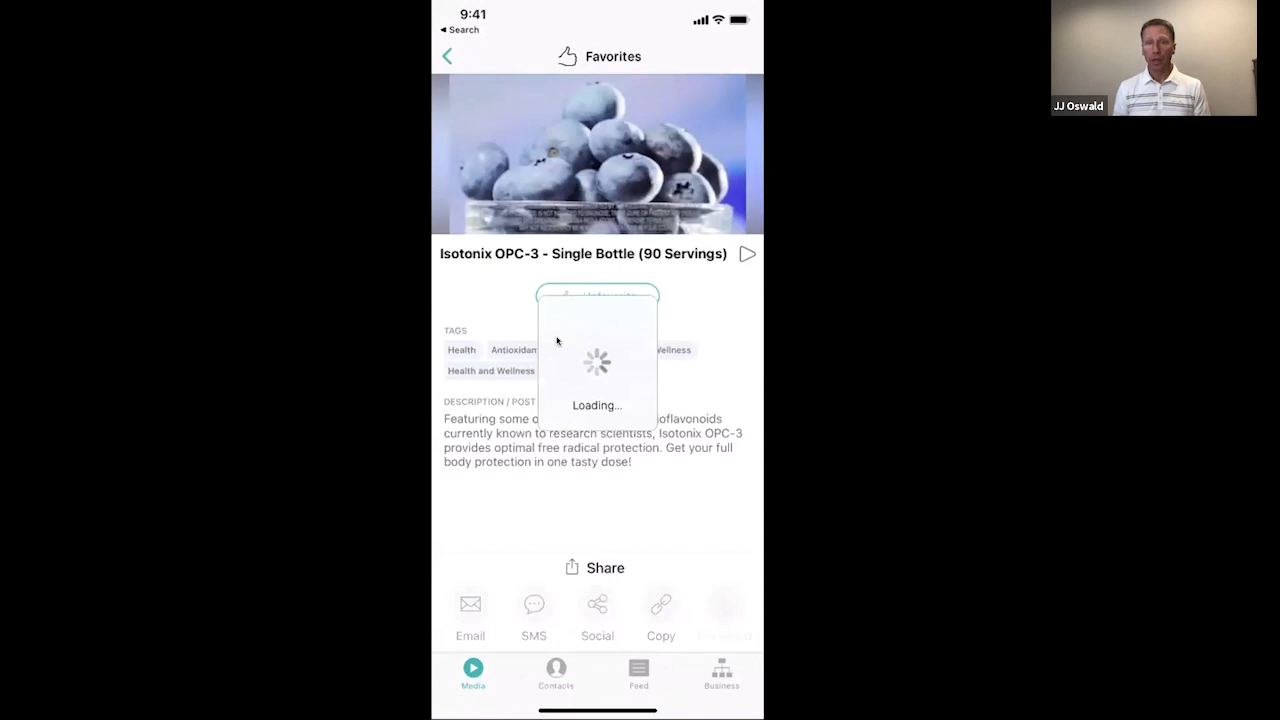 9:41
Search
Favorites
JJ Oswald
Isotonix OPC-3 - Single Bottle (90 Servings)
TAGS
Health
Antioxidan
Wellness
Health and Wellness
Loading...
DESCRIPTION / POST
Featuring some o oflavonoids
currently known to research scientists, Isotonix OPC-3
provides optimal free radical protection. Get your full
body protection in one tasty dose!
Share
Email
SMS
Social
Copy
Media
Contacts
Feed
Business